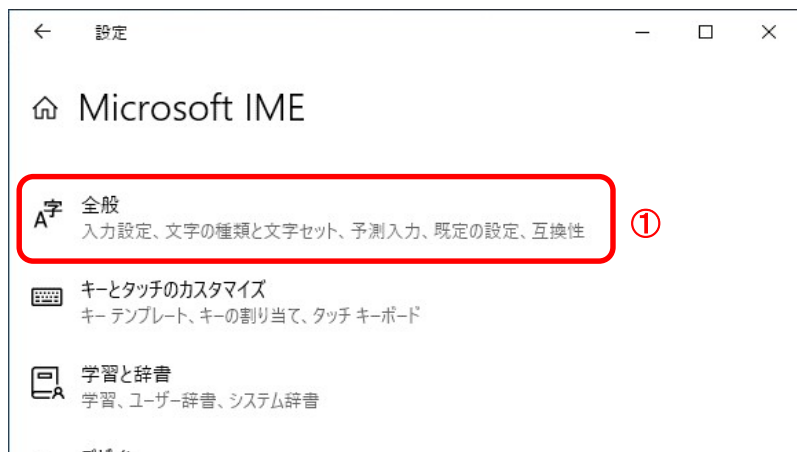 設定
Microsoft IME
全般
入力設定、文字の種類と文字セット、予測入力、既定の設定、互換性
①
キーとタッチのカスタマイズ
キー テンプレート、キーの割り当て、タッチ キーボード
学習と辞書
学習、ユーザー辞書、システム辞書